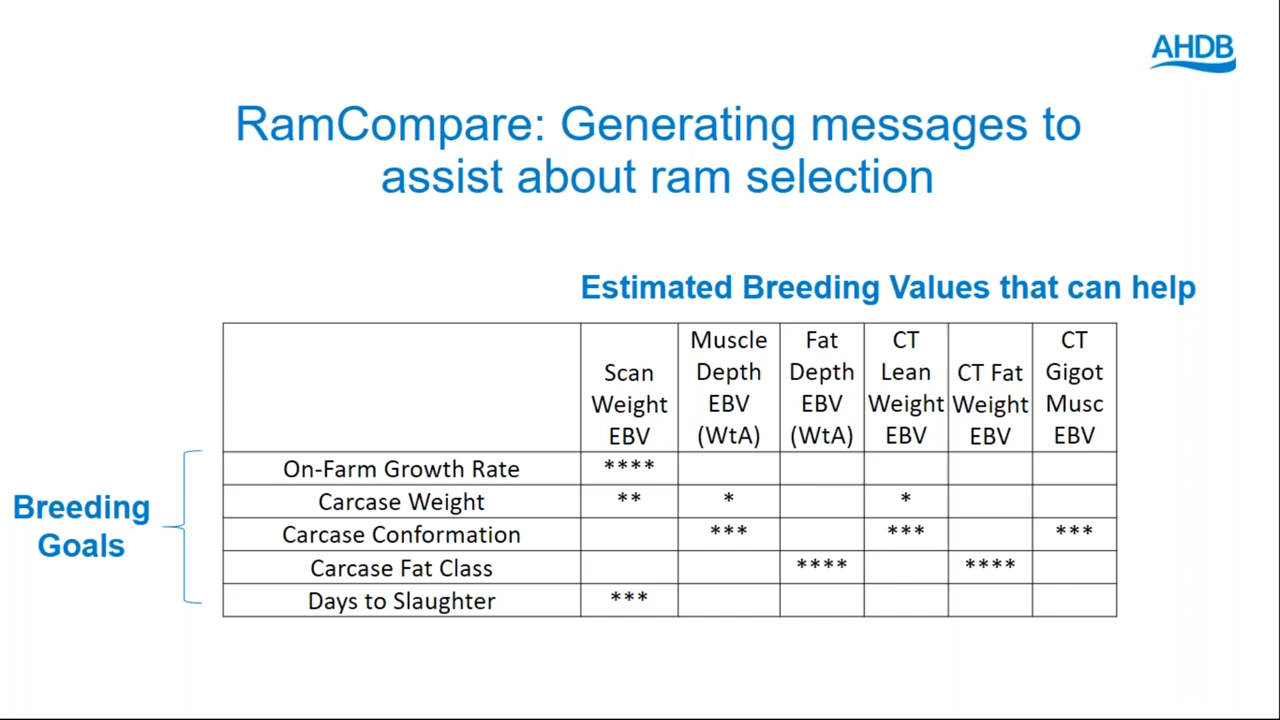 AHDB
RamCompare: Generating messages to
assist about ram selection
Estimated Breeding Values that can help
Scan
Weight
EBV
Muscle
Depth
EBV
(WtA)
Fat
Depth
EBV
(WtA)
CT
Lean
Weight
EBV
CT Fat
Weight
EBV
CT
Gigot
Musc
EBV
Breeding
Goals
On-Farm Growth Rate ****
Carcase Weight ** * *
Carcase Conformation *** *** ***
Carcase Fat Class **** ****
Days to Slaughter ***